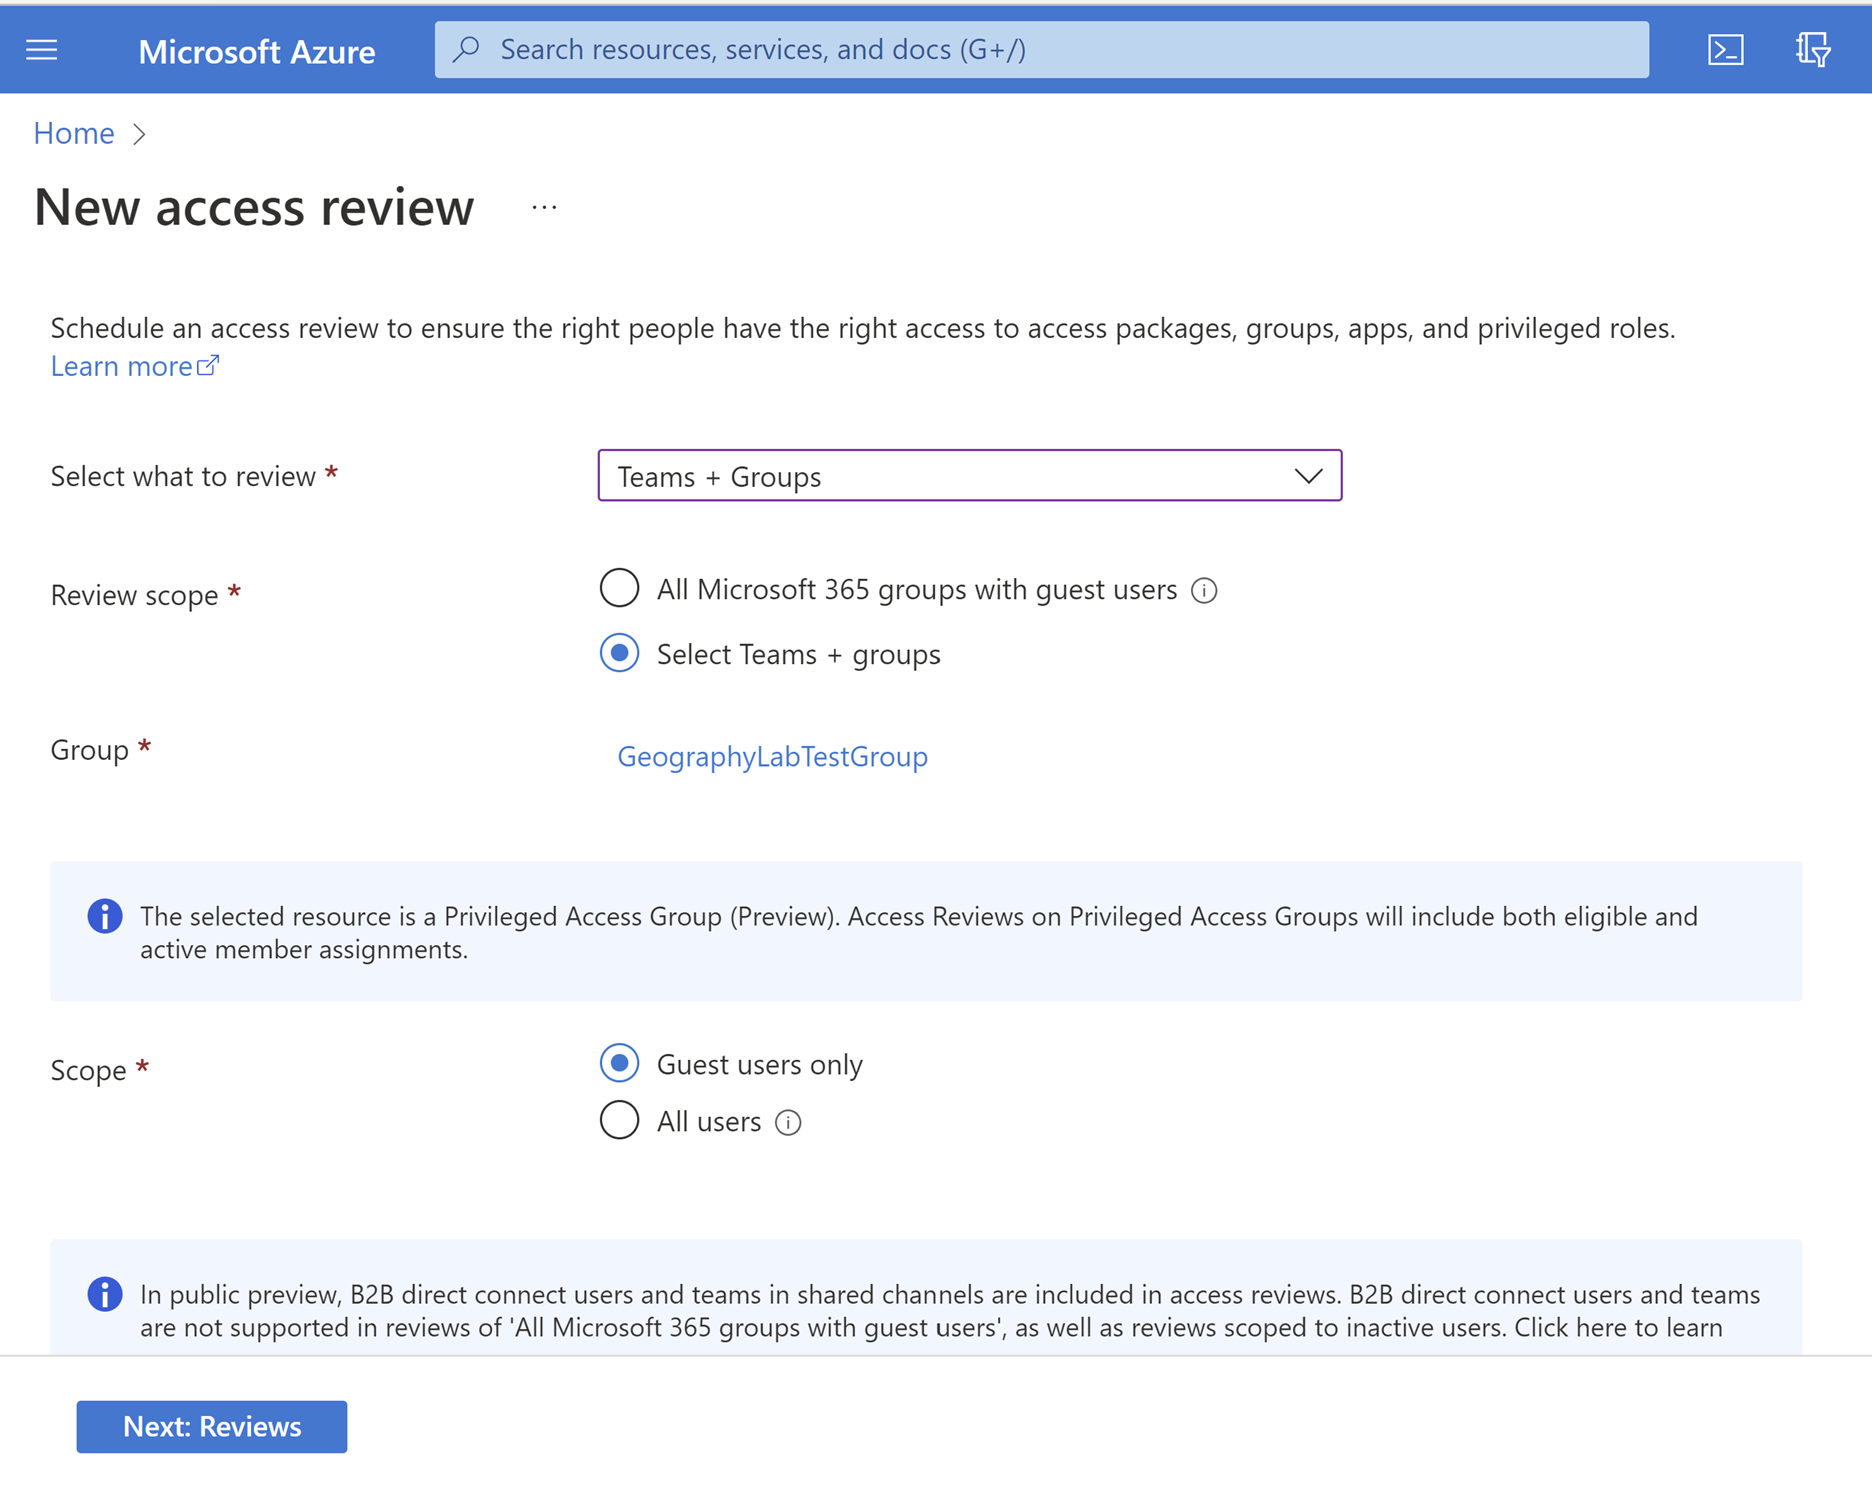 Microsoft Azure
Search resources, services, and docs (G+/)
Home
New access review
...
Schedule an access review to ensure the right people have the right access to access packages, groups, apps, and privileged roles.
Learn more
Select what to review *
Teams + Groups
Review scope *
All Microsoft 365 groups with guest users
Select Teams + groups
Group *
GeographyLabTestGroup
The selected resource is a Privileged Access Group (Preview). Access Reviews on Privileged Access Groups will include both eligible and
active member assignments.
Scope *
Guest users only
All users
In public preview, B2B direct connect users and teams in shared channels are included in access reviews. B2B direct connect users and teams
are not supported in reviews of 'All Microsoft 365 groups with guest users', as well as reviews scoped to inactive users. Click here to learn
Next: Reviews